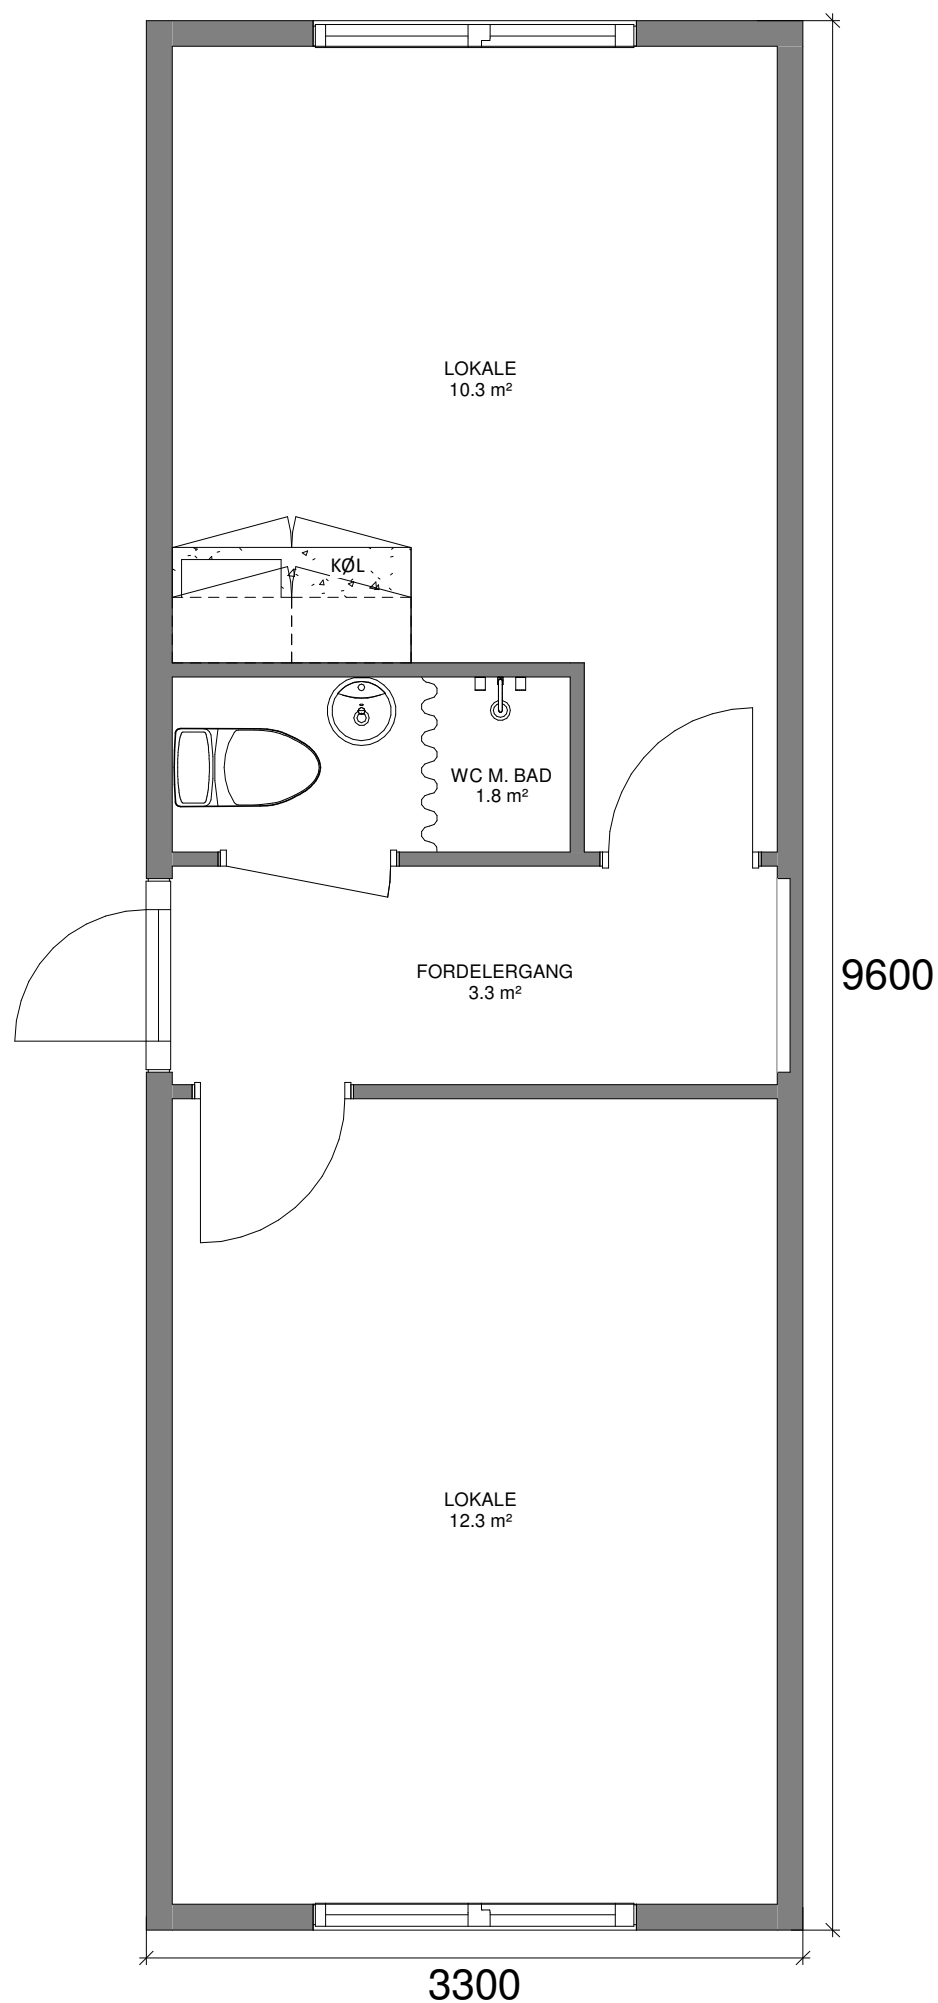 LOKALE
10.3 m²
KØL
WC M. BAD
1.8 m²
FORDELERGANG
3.3 m²
9600
LOKALE
12.3 m²
3300